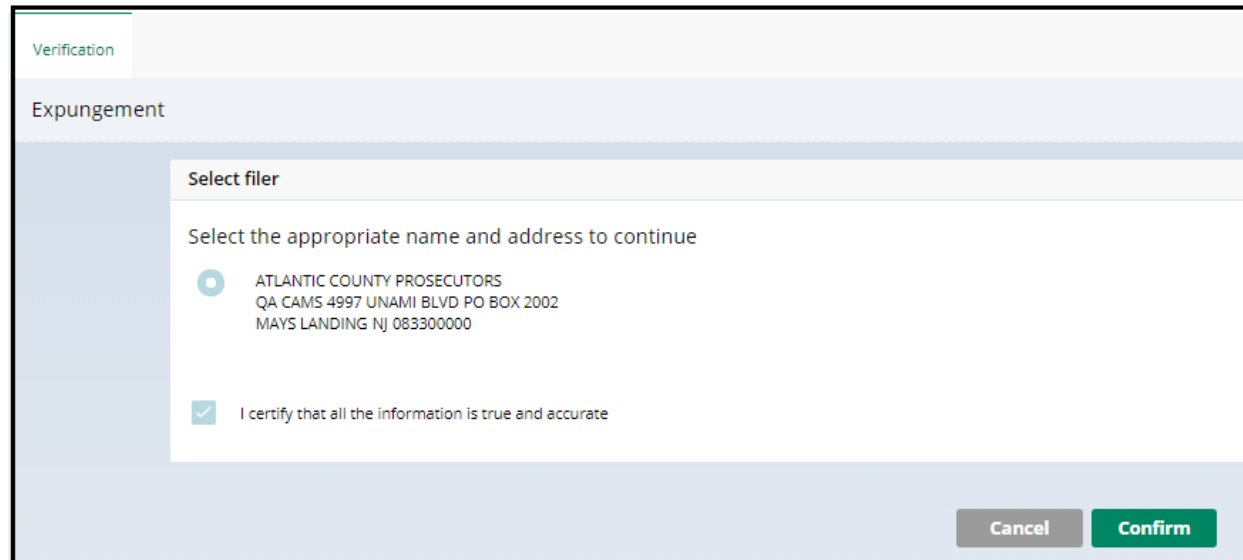 Verification
Expungement
Select filer
Select the appropriate name and address to continue
ATLANTIC COUNTY PROSECUTORS
QA CAMS 4997 UNAMI BLVD PO BOX 2002
MAYS LANDING NJ 083300000
I certify that all the information is true and accurate
Cancel Confirm